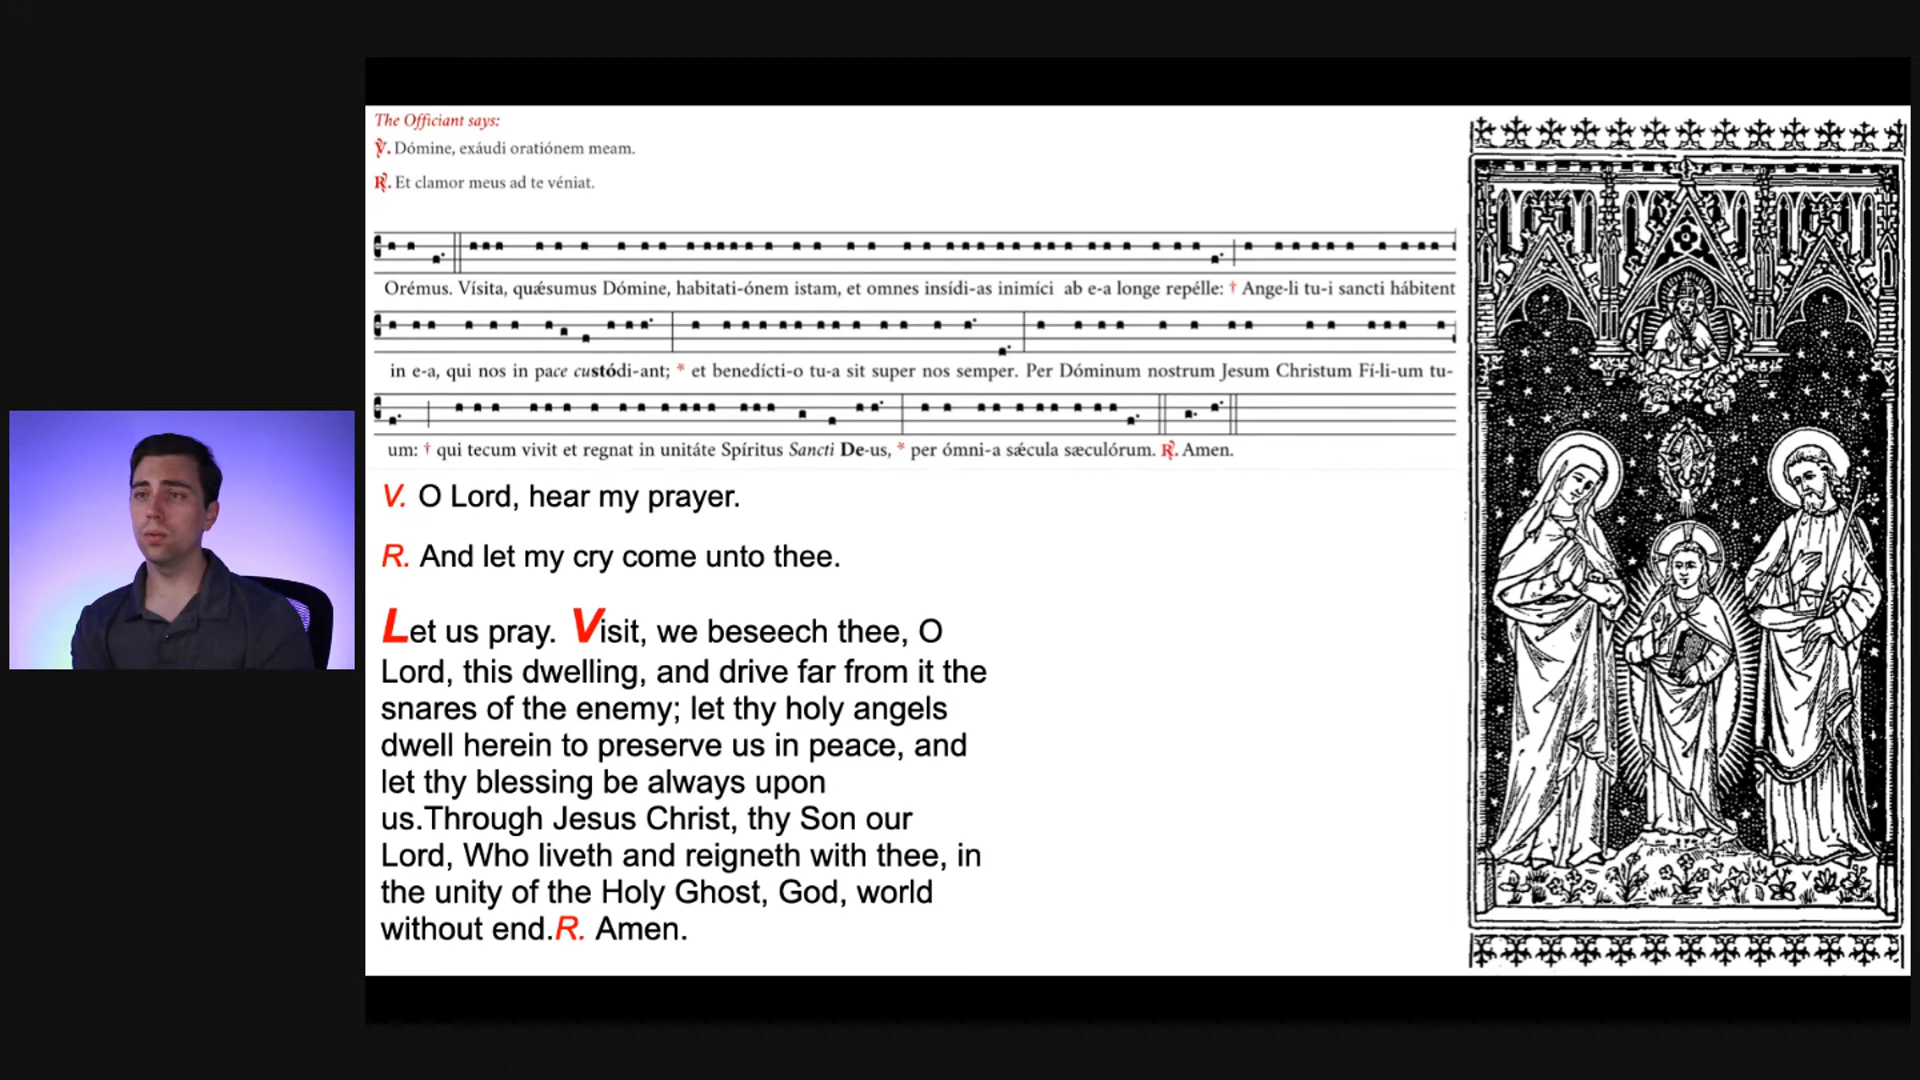 The Officiant says:
℣. Dómine, exáudi oratiónem meam.
℟. Et clamor meus ad te véniat.
Orémus. Vísita, quǽsumus Dómine, habitati-ónem istam, et omnes insídi-as inimíci ab e-a longe repélle: † Ange-li tu-i sancti hábitent
in e-a, qui nos in pace custódi-ant; * et benedícti-o tu-a sit super nos semper. Per Dóminum nostrum Jesum Christum Fí-li-um tu-
um: † qui tecum vivit et regnat in unitáte Spíritus Sancti De-us, * per ómni-a sǽcula sæculórum. ℟. Amen.
V. O Lord, hear my prayer.
R. And let my cry come unto thee.
Let us pray. Visit, we beseech thee, O
Lord, this dwelling, and drive far from it the
snares of the enemy; let thy holy angels
dwell herein to preserve us in peace, and
let thy blessing be always upon
us.Through Jesus Christ, thy Son our
Lord, Who liveth and reigneth with thee, in
the unity of the Holy Ghost, God, world
without end.R. Amen.